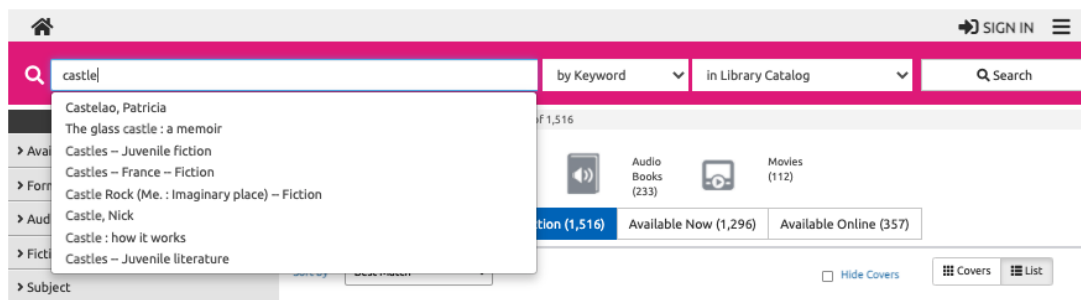 SIGN IN
castle
by Keyword
in Library Catalog
Search
Castelao, Patricia
The glass castle : a memoir
Castles -- Juvenile fiction
Castles -- France -- Fiction
Castle Rock (Me. : Imaginary place) -- Fiction
Castle, Nick
Castle : how it works
Castles -- Juvenile literature
of 1,516
Audio
Books
(233)
Movies
(112)
(1,516)
Available Now (1,296)
Available Online (357)
Hide Covers
Covers
List
Subject